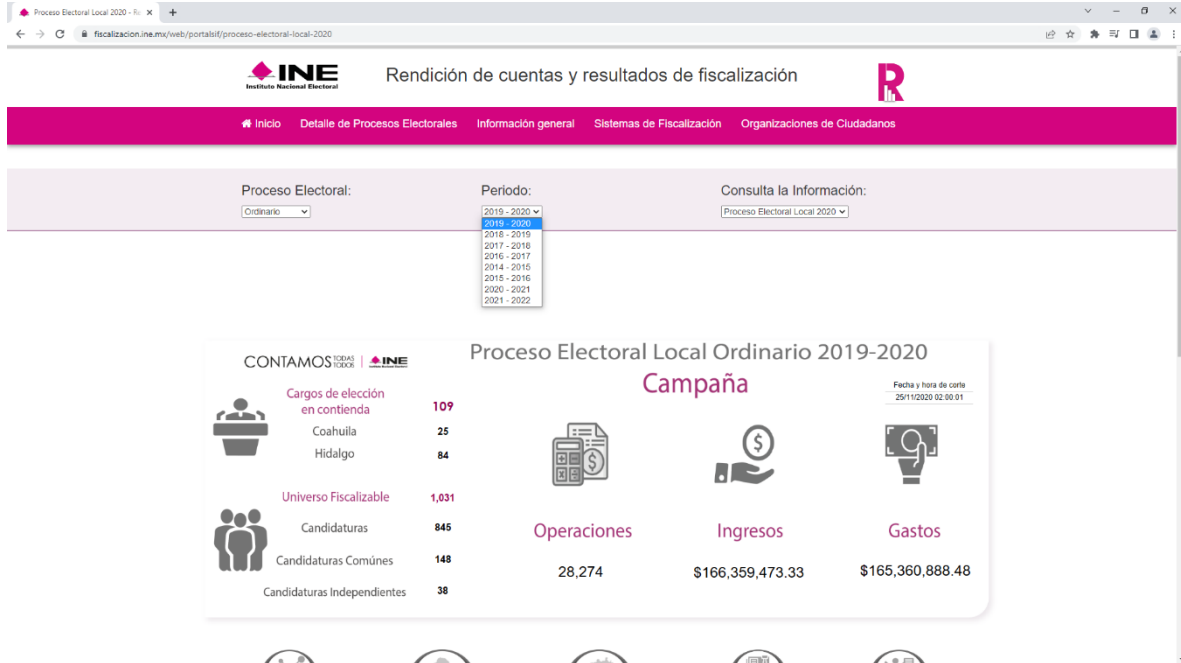 Proceso Electoral Local 2020 - Re
fiscalizacion.ine.mx/web/portalsif/proceso-electoral-local-2020
INE
Instituto Nacional Electoral
Rendición de cuentas y resultados de fiscalización
R
Inicio Detalle de Procesos Electorales Información general Sistemas de Fiscalización Organizaciones de Ciudadanos
Proceso Electoral: Periodo: Consulta la Información:
Ordinario 2019 - 2020 Proceso Electoral Local 2020
2019 - 2020
2018 - 2019
2017 - 2018
2016 - 2017
2014 - 2015
2015 - 2016
2020 - 2021
2021 - 2022
CONTAMOS TODAS TODOS | INE
Proceso Electoral Local Ordinario 2019-2020
Campaña
Fecha y hora de corte
25/11/2020 02:00:01
Cargos de elección
en contienda 109
Coahuila 25
Hidalgo 84
Universo Fiscalizable 1,031
Candidaturas 845
Candidaturas Comúnes 148
Candidaturas Independientes 38
Operaciones Ingresos Gastos
28,274 $166,359,473.33 $165,360,888.48